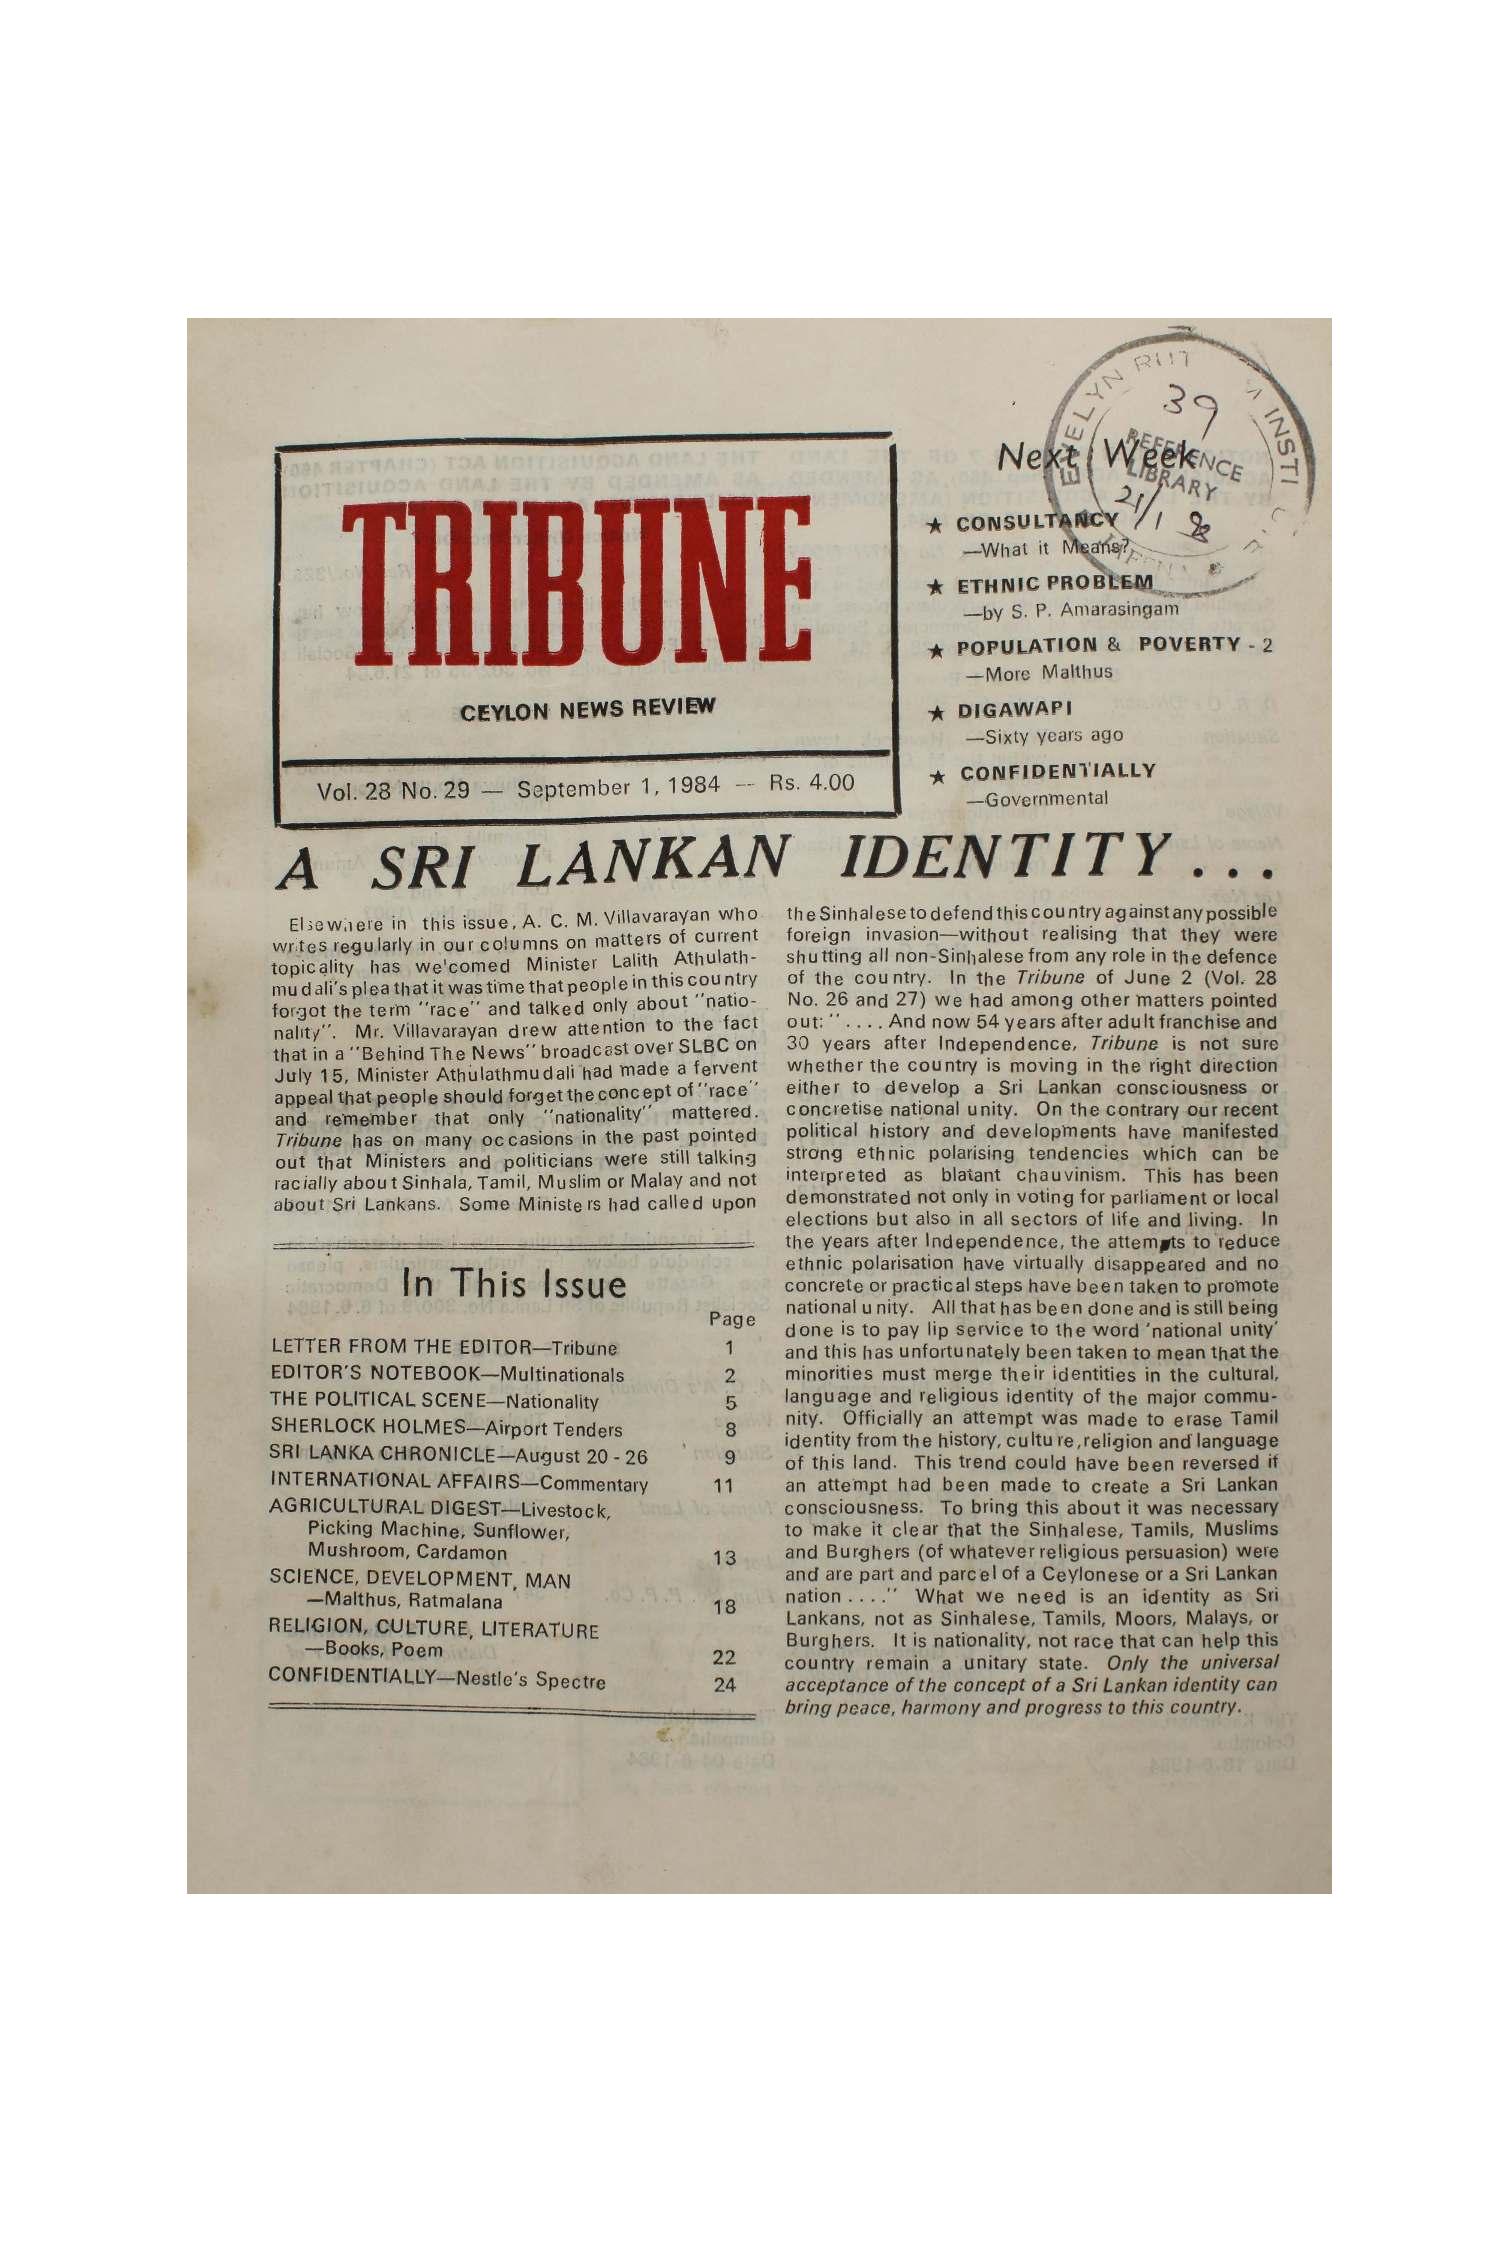 TRIBUNE
CEYLON NEWS REVIEW
Vol. 28 No. 29 — September 1, 1984 — Rs. 4.00
EVELYN INSTI
REFERENCE
LIBRARY
39
21/1
Next Week
★ CONSULTANCY
—What it Means?
★ ETHNIC PROBLEM
—by S. P. Amarasingam
★ POPULATION & POVERTY - 2
—More Malthus
★ DIGAWAPI
—Sixty years ago
★ CONFIDENTIALLY
—Governmental
A SRI LANKAN IDENTITY . . .
Elsewhere in this issue, A. C. M. Villavarayan who
writes regularly in our columns on matters of current
topicality has we'comed Minister Lalith Athulath-
mudali's plea that it was time that people in this country
forgot the term "race" and talked only about "natio-
nality". Mr. Villavarayan drew attention to the fact
that in a "Behind The News" broadcast over SLBC on
July 15, Minister Athulathmudali had made a fervent
appeal that people should forget the concept of "race"
and remember that only "nationality" mattered.
Tribune has on many occasions in the past pointed
out that Ministers and politicians were still talking
racially about Sinhala, Tamil, Muslim or Malay and not
about Sri Lankans. Some Ministers had called upon
the Sinhalese to defend this country against any possible
foreign invasion—without realising that they were
shutting all non-Sinhalese from any role in the defence
of the country. In the Tribune of June 2 (Vol. 28
No. 26 and 27) we had among other matters pointed
out: " . . . . And now 54 years after adult franchise and
30 years after Independence, Tribune is not sure
whether the country is moving in the right direction
either to develop a Sri Lankan consciousness or
concretise national unity. On the contrary our recent
political history and developments have manifested
strong ethnic polarising tendencies which can be
interpreted as blatant chauvinism. This has been
demonstrated not only in voting for parliament or local
elections but also in all sectors of life and living. In
the years after Independence, the attempts to reduce
ethnic polarisation have virtually disappeared and no
concrete or practical steps have been taken to promote
national unity. All that has been done and is still being
done is to pay lip service to the word 'national unity'
and this has unfortunately been taken to mean that the
minorities must merge their identities in the cultural,
language and religious identity of the major commu-
nity. Officially an attempt was made to erase Tamil
identity from the history, culture, religion and language
of this land. This trend could have been reversed if
an attempt had been made to create a Sri Lankan
consciousness. To bring this about it was necessary
to make it clear that the Sinhalese, Tamils, Muslims
and Burghers (of whatever religious persuasion) were
and are part and parcel of a Ceylonese or a Sri Lankan
nation . . . ." What we need is an identity as Sri
Lankans, not as Sinhalese, Tamils, Moors, Malays, or
Burghers. It is nationality, not race that can help this
country remain a unitary state. Only the universal
acceptance of the concept of a Sri Lankan identity can
bring peace, harmony and progress to this country.
In This Issue
Page
LETTER FROM THE EDITOR—Tribune 1
EDITOR'S NOTEBOOK—Multinationals 2
THE POLITICAL SCENE—Nationality 5
SHERLOCK HOLMES—Airport Tenders 8
SRI LANKA CHRONICLE—August 20 - 26 9
INTERNATIONAL AFFAIRS—Commentary 11
AGRICULTURAL DIGEST—Livestock,
Picking Machine, Sunflower,
Mushroom, Cardamon 13
SCIENCE, DEVELOPMENT, MAN
—Malthus, Ratmalana 18
RELIGION, CULTURE, LITERATURE
—Books, Poem 22
CONFIDENTIALLY—Nestle's Spectre 24